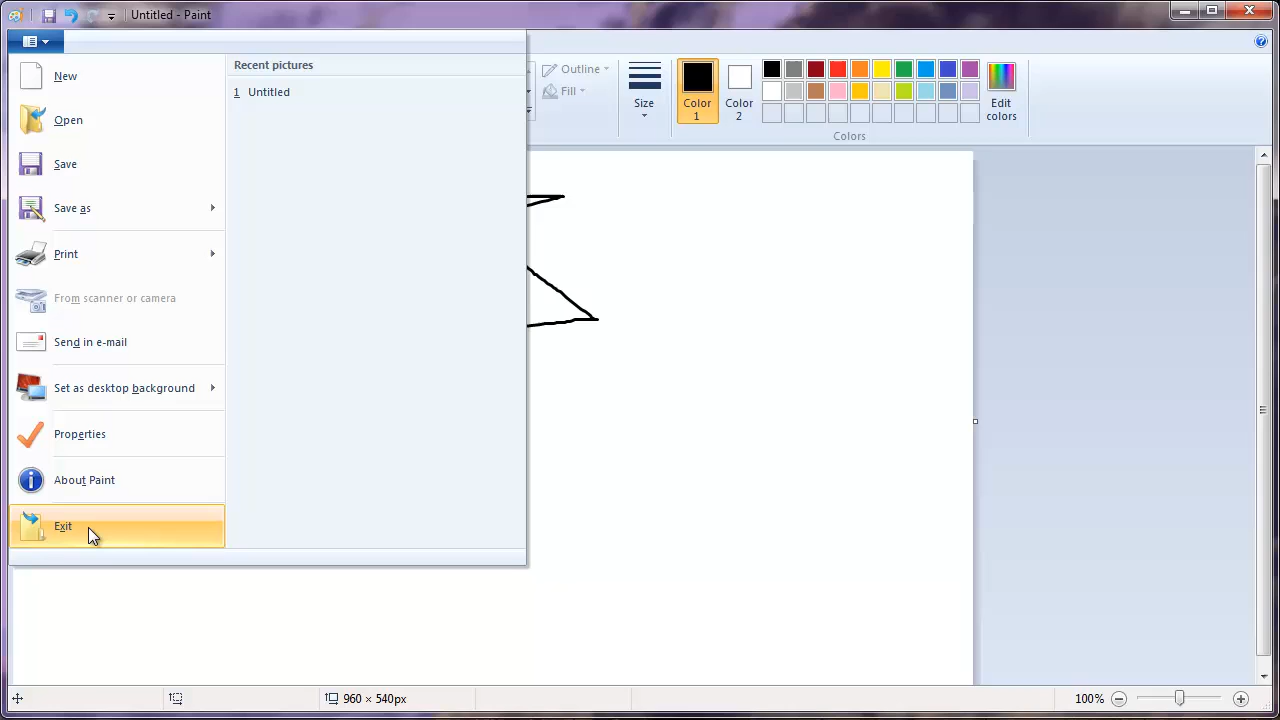 Untitled - Paint
Recent pictures
New
1 Untitled
Open
Save
Save as
Print
From scanner or camera
Send in e-mail
Set as desktop background
Properties
About Paint
Exit
Outline
Fill
Size
Color
1
Color
2
Edit
colors
Colors
960 × 540px
100%